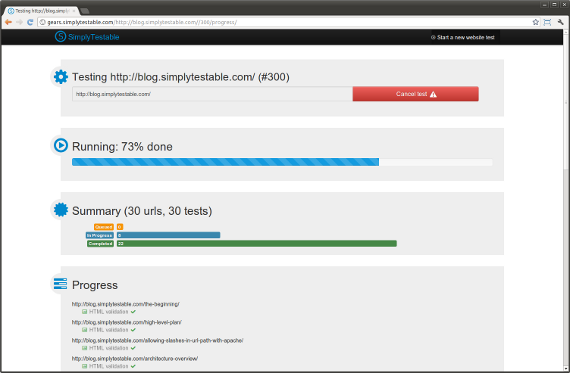 Testing http://blog.simplytestable.com/
gears.simplytestable.com/http://blog.simplytestable.com//300/progress/
SimplyTestable
Start a new website test
Testing http://blog.simplytestable.com/ (#300)
http://blog.simplytestable.com/
Cancel test
Running: 73% done
Summary (30 urls, 30 tests)
Queued 0
In Progress 8
Completed 22
Progress
http://blog.simplytestable.com/the-beginning/
HTML validation
http://blog.simplytestable.com/high-level-plan/
HTML validation
http://blog.simplytestable.com/allowing-slashes-in-url-path-with-apache/
HTML validation
http://blog.simplytestable.com/architecture-overview/
HTML validation